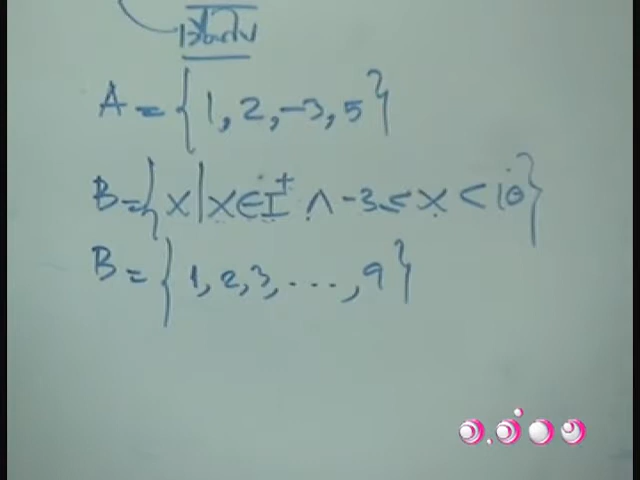 A = {1, 2, -3, 5}
B = {x | x ∈ I⁺ ∧ -3 ≤ x < 10}
B = {1, 2, 3, ..., 9}